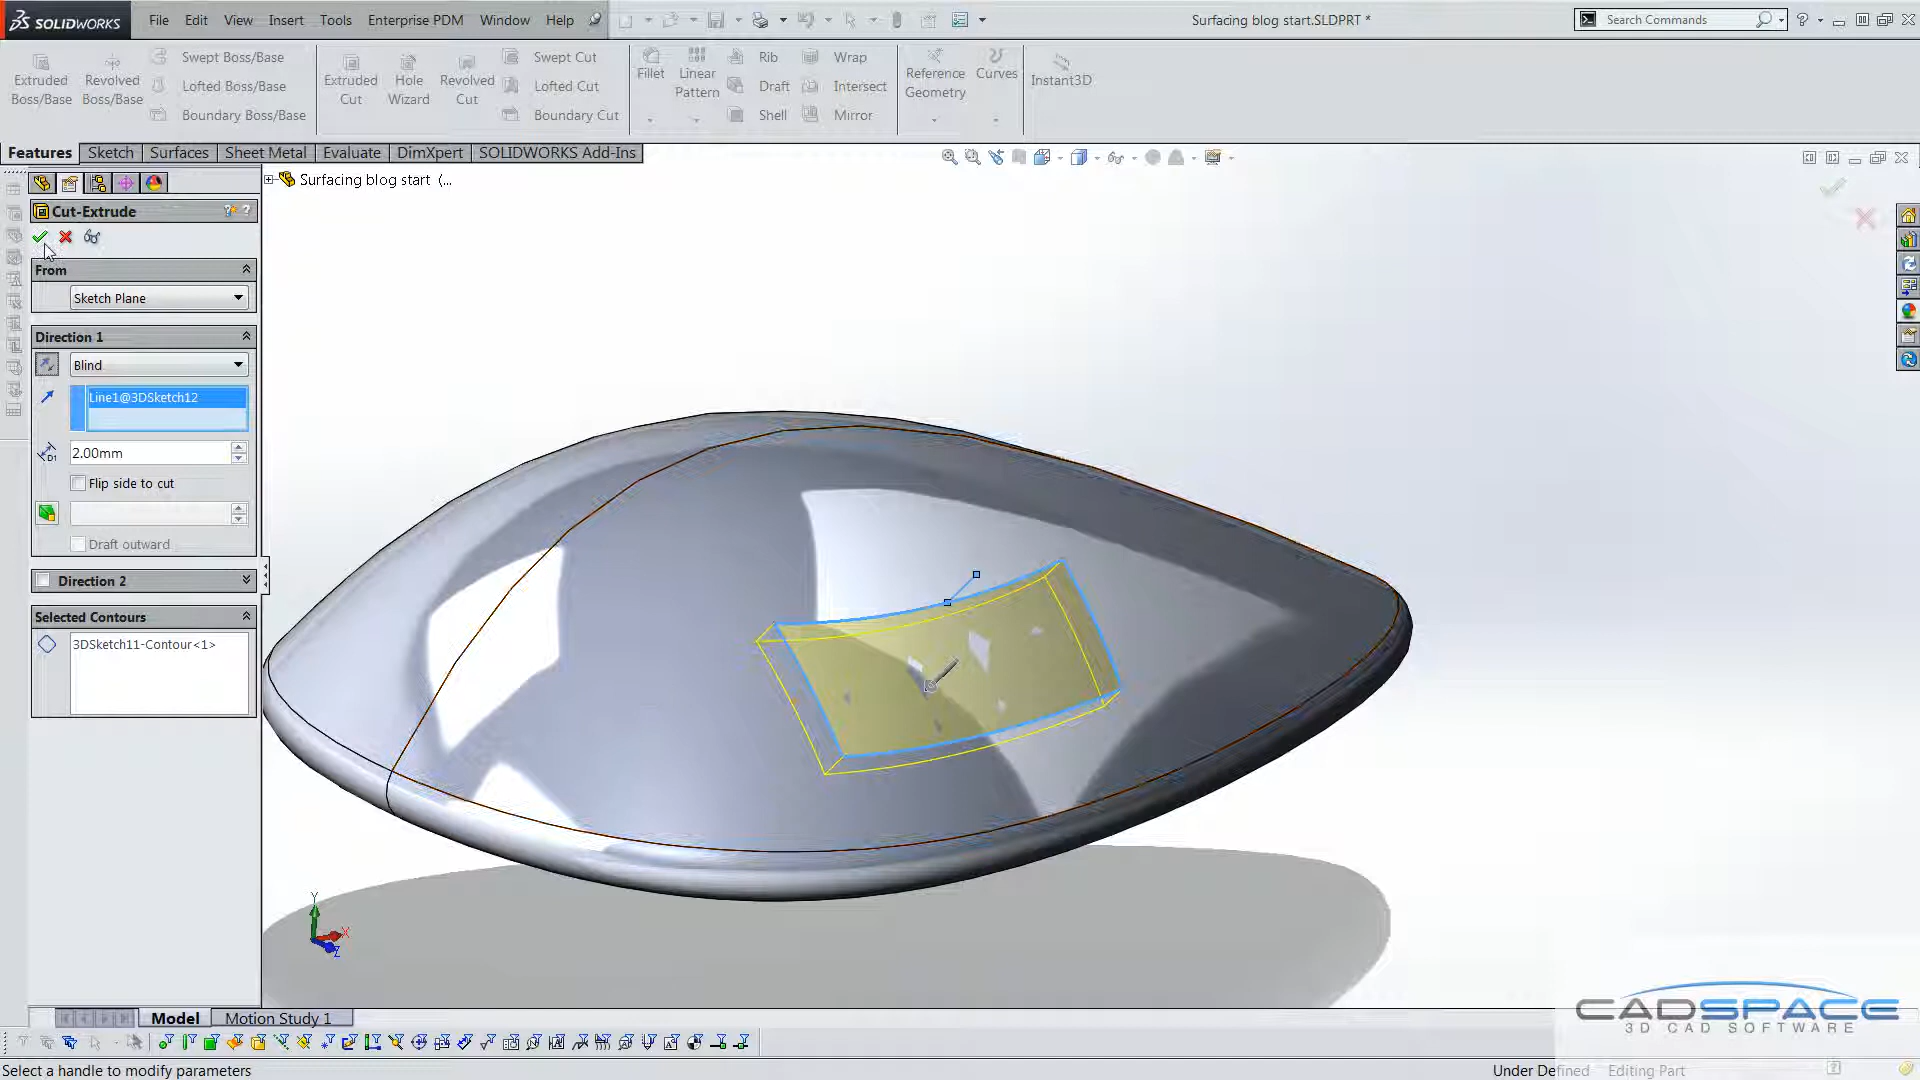 SOLIDWORKS File Edit View Insert Tools Enterprise PDM Window Help Surfacing blog start.SLDPRT * Search Commands
Extruded Boss/Base
Revolved Boss/Base
Swept Boss/Base
Lofted Boss/Base
Boundary Boss/Base
Extruded Cut
Hole Wizard
Revolved Cut
Swept Cut
Lofted Cut
Boundary Cut
Fillet
Linear Pattern
Rib
Draft
Shell
Wrap
Intersect
Mirror
Reference Geometry
Curves
Instant3D
Features Sketch Surfaces Sheet Metal Evaluate DimXpert SOLIDWORKS Add-Ins
Surfacing blog start (...
Cut-Extrude
From
Sketch Plane
Direction 1
Blind
Line1@3DSketch12
D1
2.00mm
Flip side to cut
Draft outward
Direction 2
Selected Contours
3DSketch11-Contour<1>
Y
X
Z
Model Motion Study 1
CADSPACE
3D CAD SOFTWARE
Select a handle to modify parameters Under Defined Editing Part